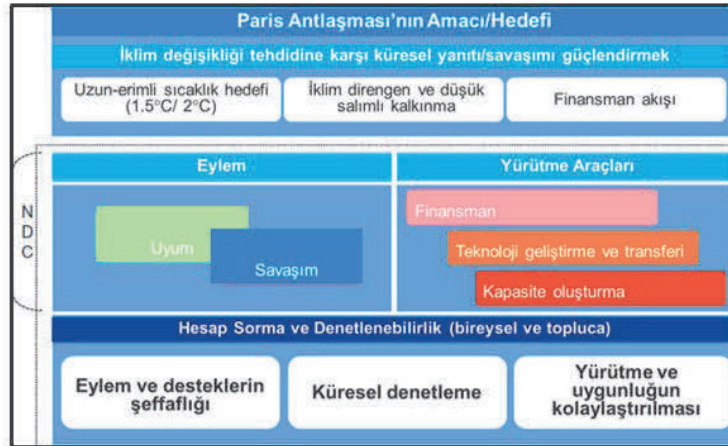 Paris Antlaşması'nın Amacı/Hedefi
İklim değişikliği tehdidine karşı küresel yanıtı/savaşımı güçlendirmek
Uzun-erimli sıcaklık hedefi
(1.5°C/ 2°C)
İklim direngen ve düşük
salımlı kalkınma
Finansman akışı
N
D
C
Eylem
Uyum
Savaşım
Yürütme Araçları
Finansman
Teknoloji geliştirme ve transferi
Kapasite oluşturma
Hesap Sorma ve Denetlenebilirlik (bireysel ve topluca)
Eylem ve desteklerin
şeffaflığı
Küresel denetleme
Yürütme ve
uygunluğun
kolaylaştırılması